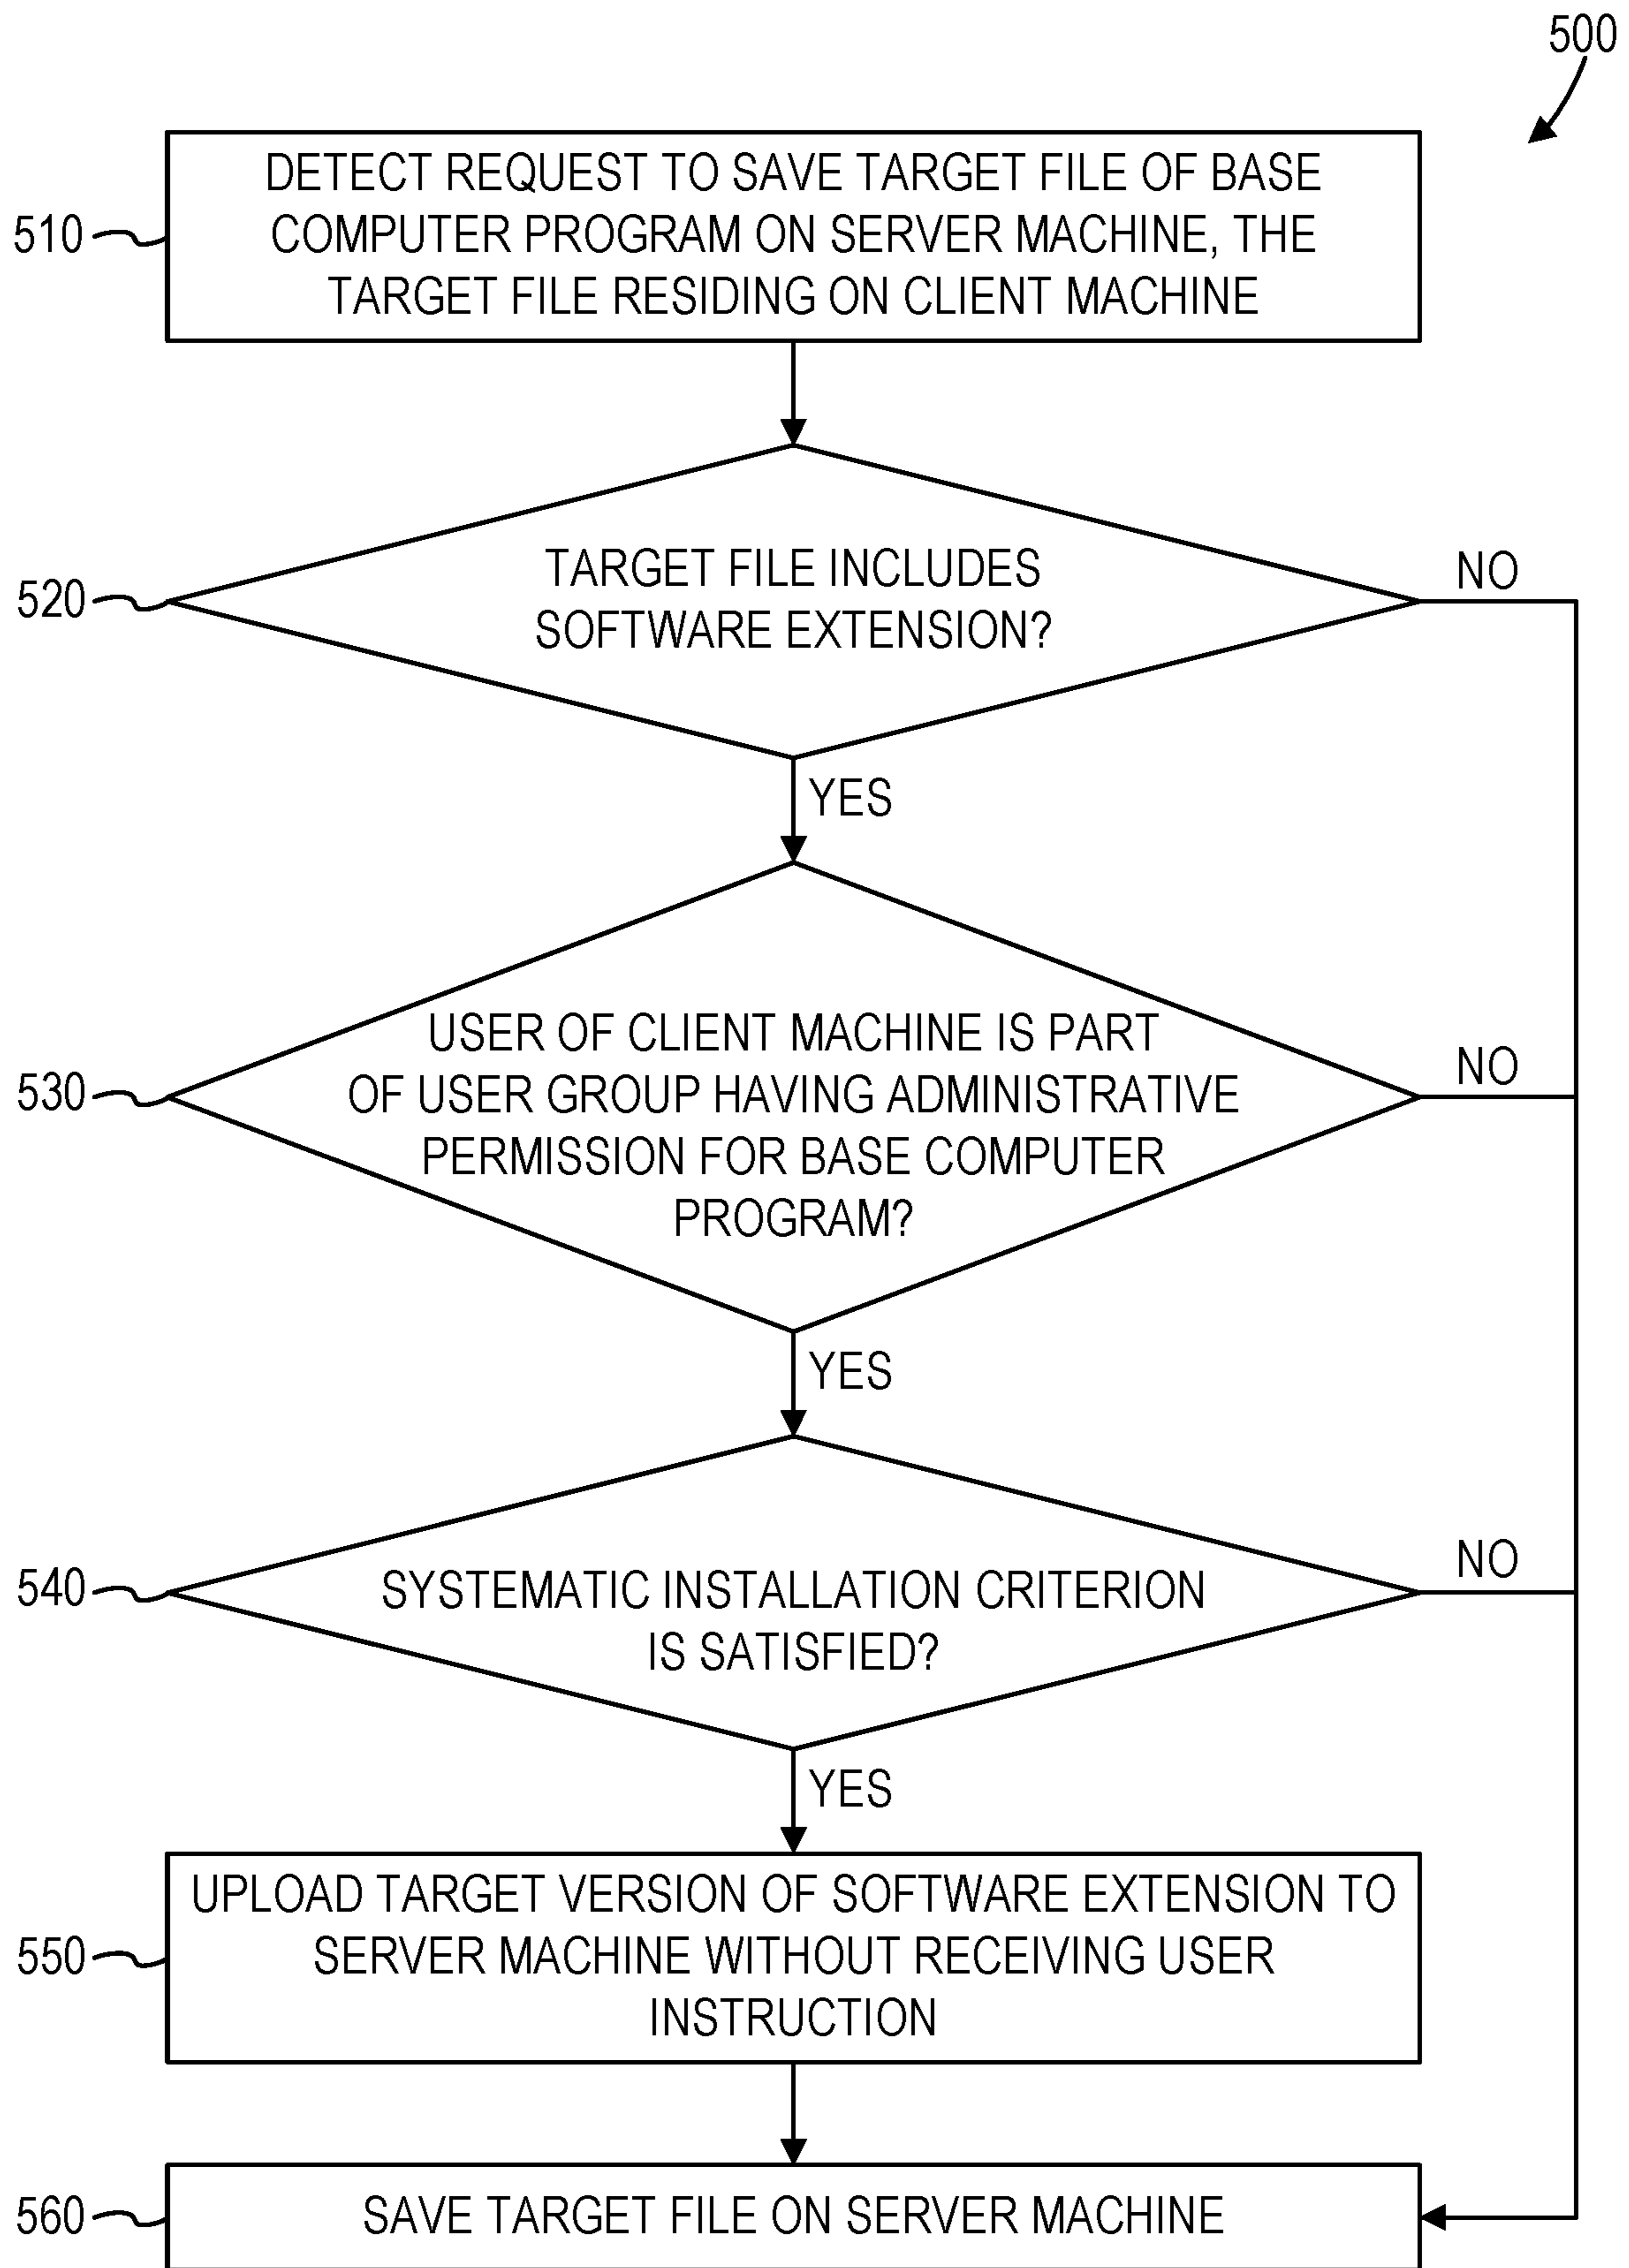 500
DETECT REQUEST TO SAVE TARGET FILE OF BASE
COMPUTER PROGRAM ON SERVER MACHINE, THE
TARGET FILE RESIDING ON CLIENT MACHINE
510
TARGET FILE INCLUDES
SOFTWARE EXTENSION?
520
NO
YES
USER OF CLIENT MACHINE IS PART
OF USER GROUP HAVING ADMINISTRATIVE
PERMISSION FOR BASE COMPUTER
PROGRAM?
530
NO
YES
SYSTEMATIC INSTALLATION CRITERION
IS SATISFIED?
540
NO
YES
UPLOAD TARGET VERSION OF SOFTWARE EXTENSION TO
SERVER MACHINE WITHOUT RECEIVING USER
INSTRUCTION
550
SAVE TARGET FILE ON SERVER MACHINE
560